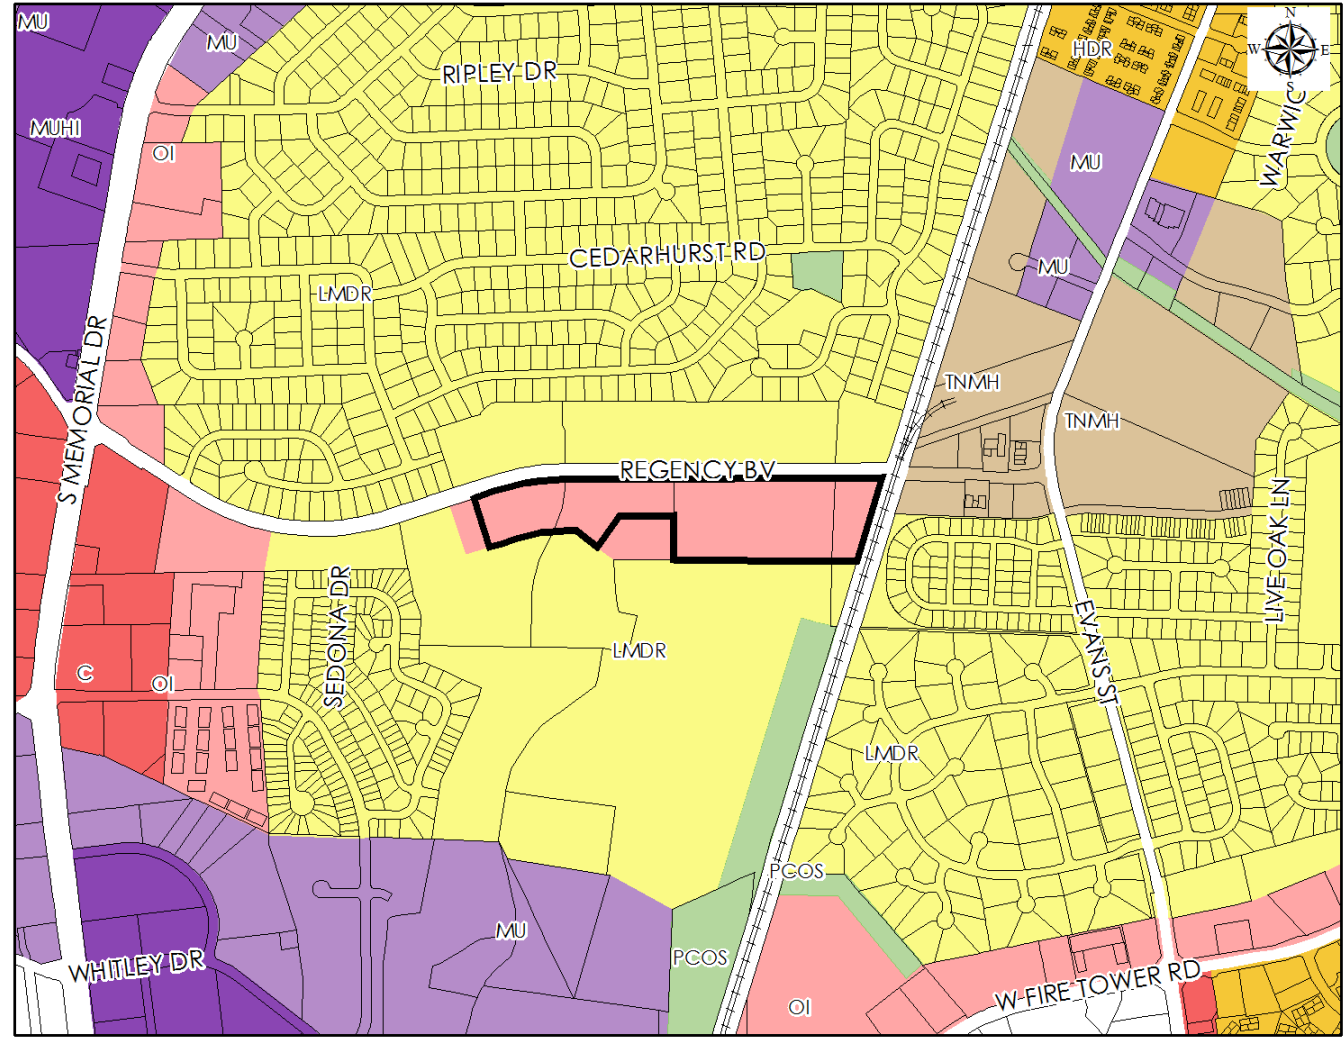 MU
MU
RIPLEY DR
HDR
N
W
E
S
WARWIC
MUHI
OI
MU
CEDARHURST RD
MU
LMDR
S MEMORIAL DR
TNMH
TNMH
REGENCY BV
LIVE OAK LN
SEDONA DR
EVANS ST
LMDR
C
OI
LMDR
PCOS
MU
PCOS
WHITLEY DR
W FIRE TOWER RD
OI